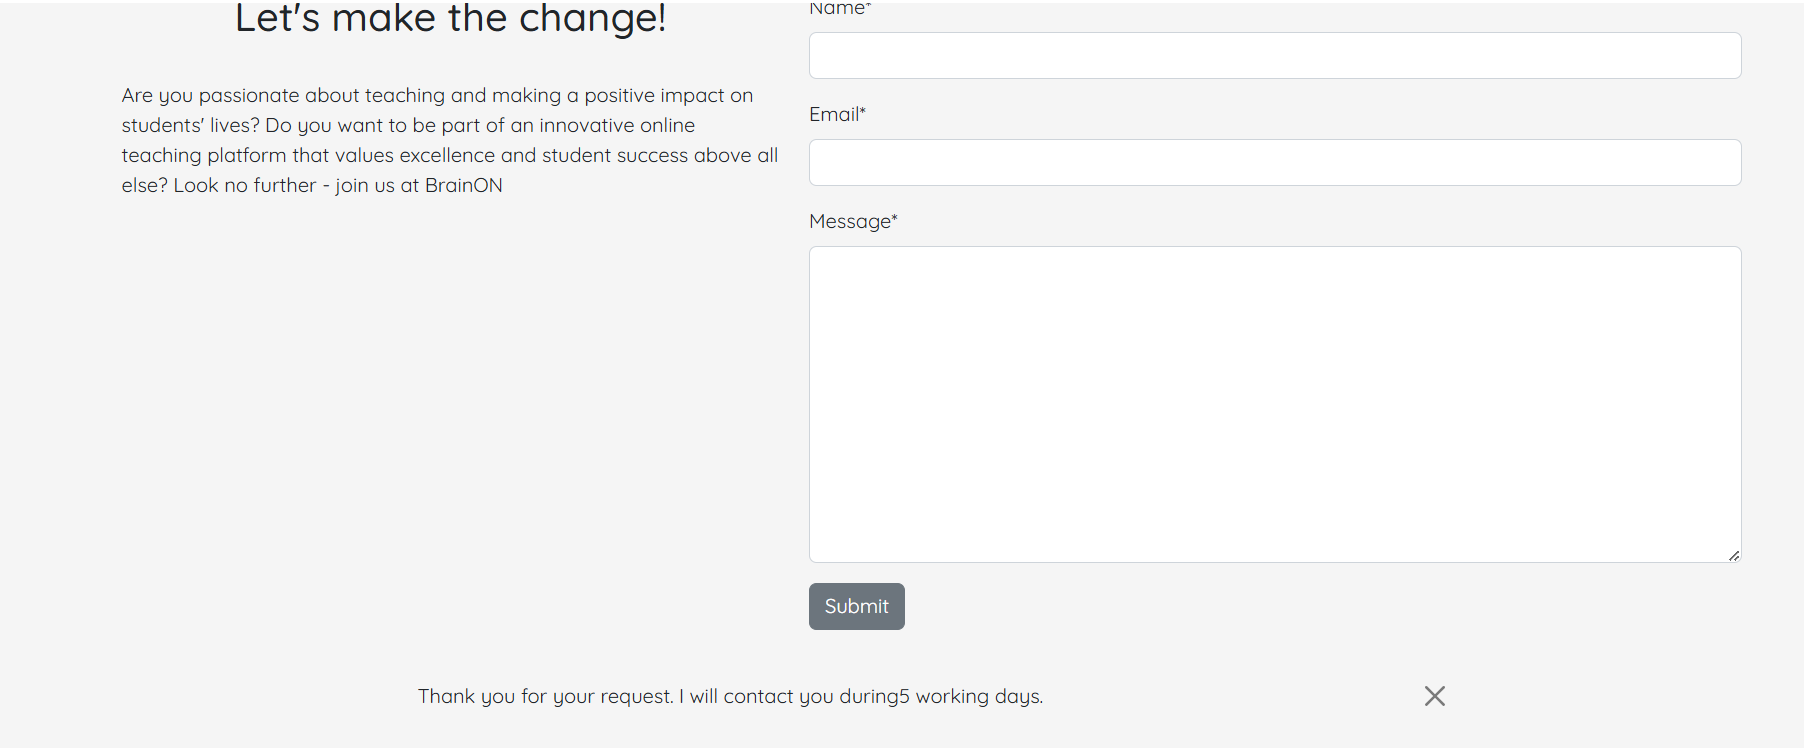 Let's make the change!
Are you passionate about teaching and making a positive impact on
students' lives? Do you want to be part of an innovative online
teaching platform that values excellence and student success above all
else? Look no further - join us at BrainON
Name*
Email*
Message*
Submit
Thank you for your request. I will contact you during5 working days.